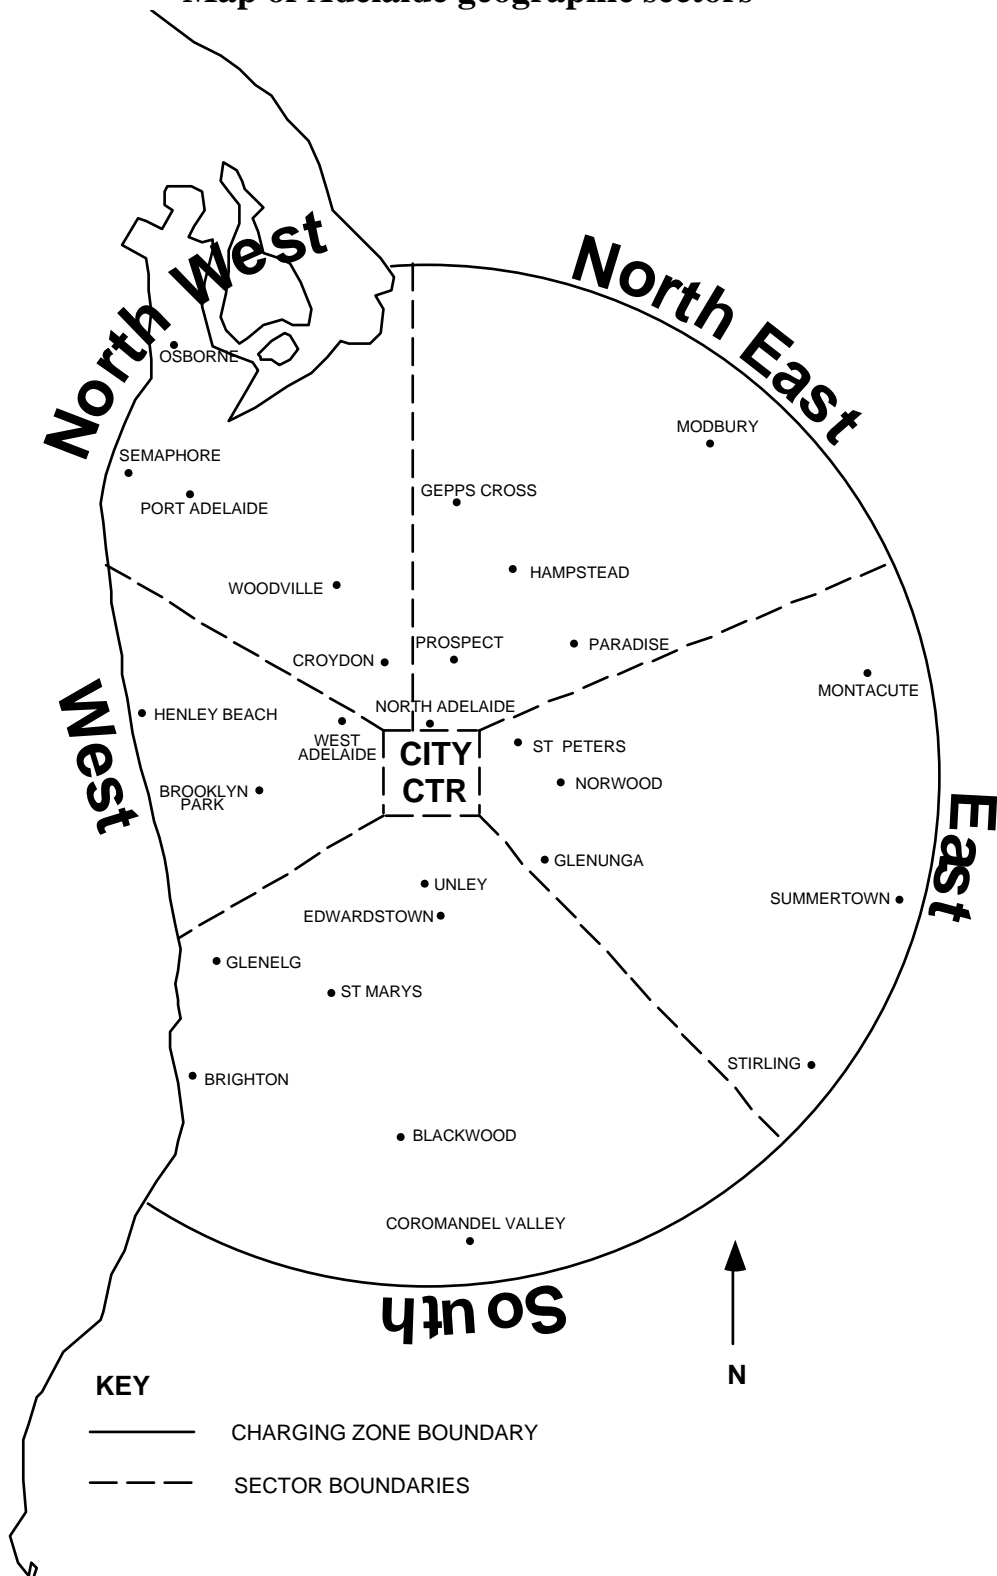 Map of Adelaide geographic sectors
North West
North East
OSBORNE
MODBURY
SEMAPHORE
GEPPS CROSS
PORT ADELAIDE
HAMPSTEAD
WOODVILLE
PROSPECT
PARADISE
CROYDON
MONTACUTE
NORTH ADELAIDE
HENLEY BEACH
WEST
ADELAIDE
CITY
CTR
ST PETERS
West
BROOKLYN
PARK
NORWOOD
East
GLENUNGA
UNLEY
SUMMERTOWN
EDWARDSTOWN
GLENELG
ST MARYS
STIRLING
BRIGHTON
BLACKWOOD
COROMANDEL VALLEY
South
N
KEY
CHARGING ZONE BOUNDARY
SECTOR BOUNDARIES